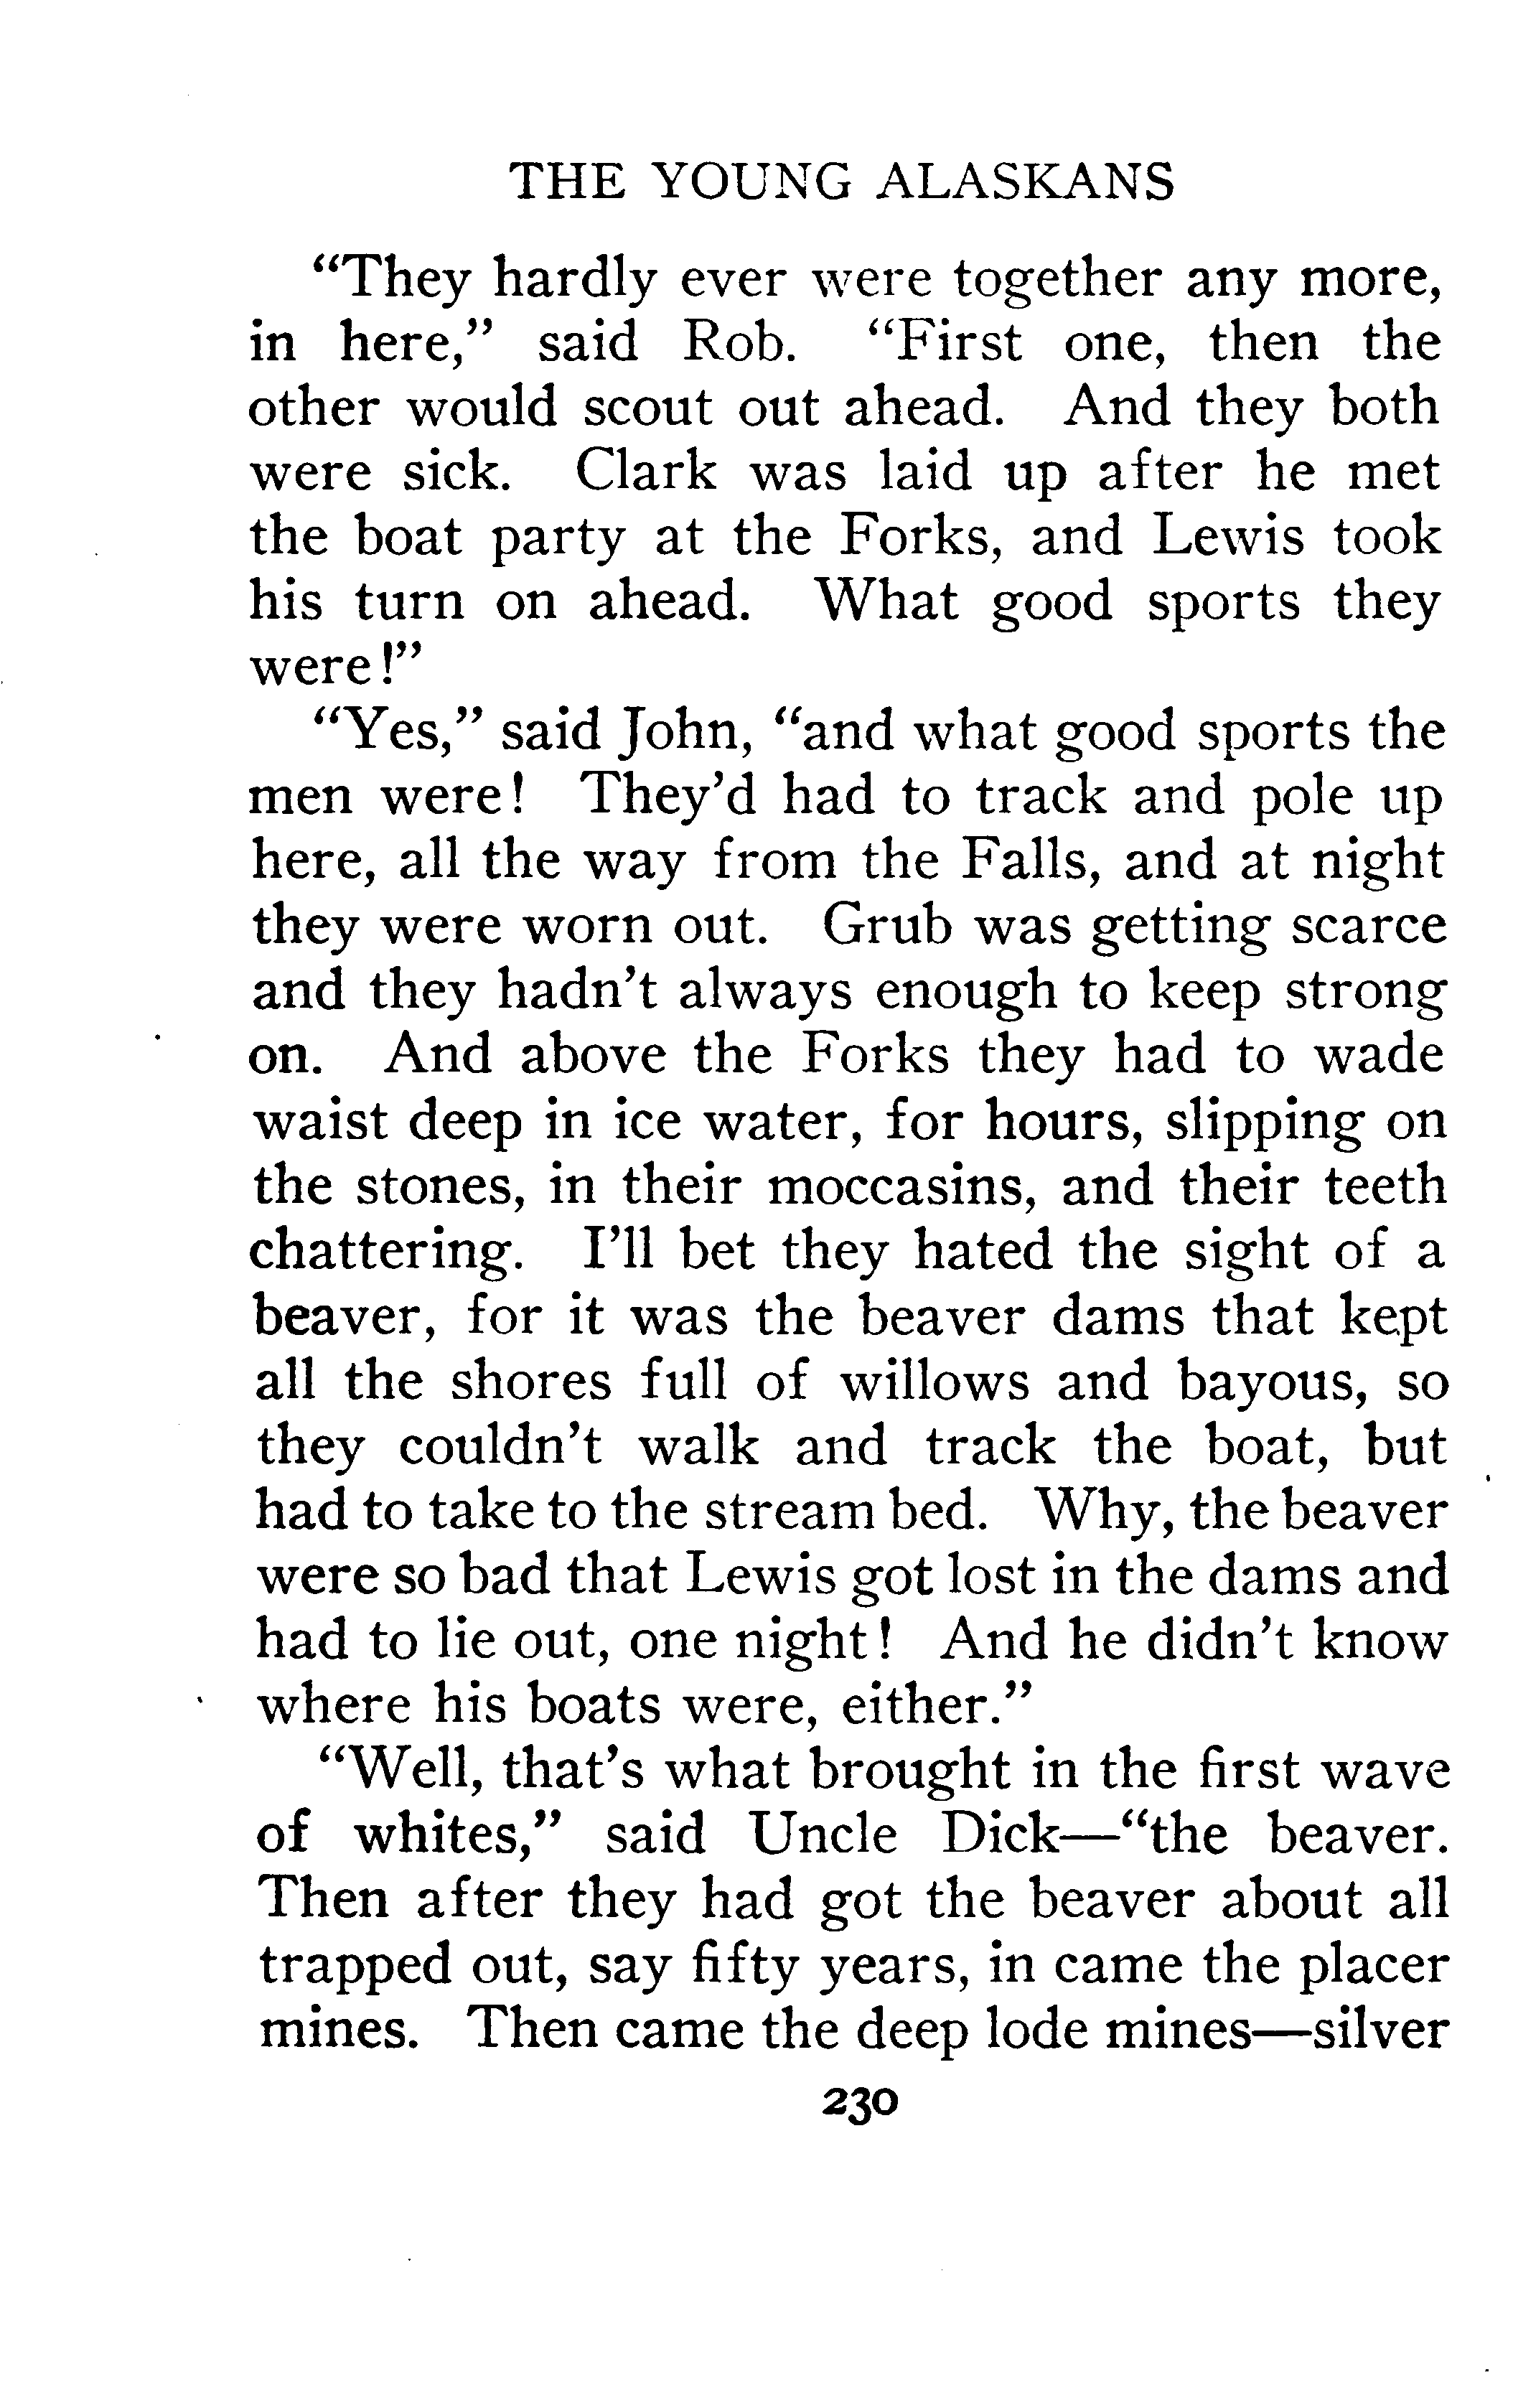 THE YOUNG ALASKANS
“They hardly ever were together any more,
in here,” said Rob. “First one, then the
other would scout out ahead. And they both
were sick. Clark was laid up after he met
the boat party at the Forks, and Lewis took
his turn on ahead. What good sports they
were!”
“Yes,” said John, “and what good sports the
men were! They’d had to track and pole up
here, all the way from the Falls, and at night
they were worn out. Grub was getting scarce
and they hadn’t always enough to keep strong
on. And above the Forks they had to wade
waist deep in ice water, for hours, slipping on
the stones, in their moccasins, and their teeth
chattering. I’ll bet they hated the sight of a
beaver, for it was the beaver dams that kept
all the shores full of willows and bayous, so
they couldn’t walk and track the boat, but
had to take to the stream bed. Why, the beaver
were so bad that Lewis got lost in the dams and
had to lie out, one night! And he didn’t know
where his boats were, either.”
“Well, that’s what brought in the first wave
of whites,” said Uncle Dick—“the beaver.
Then after they had got the beaver about all
trapped out, say fifty years, in came the placer
mines. Then came the deep lode mines—silver
230